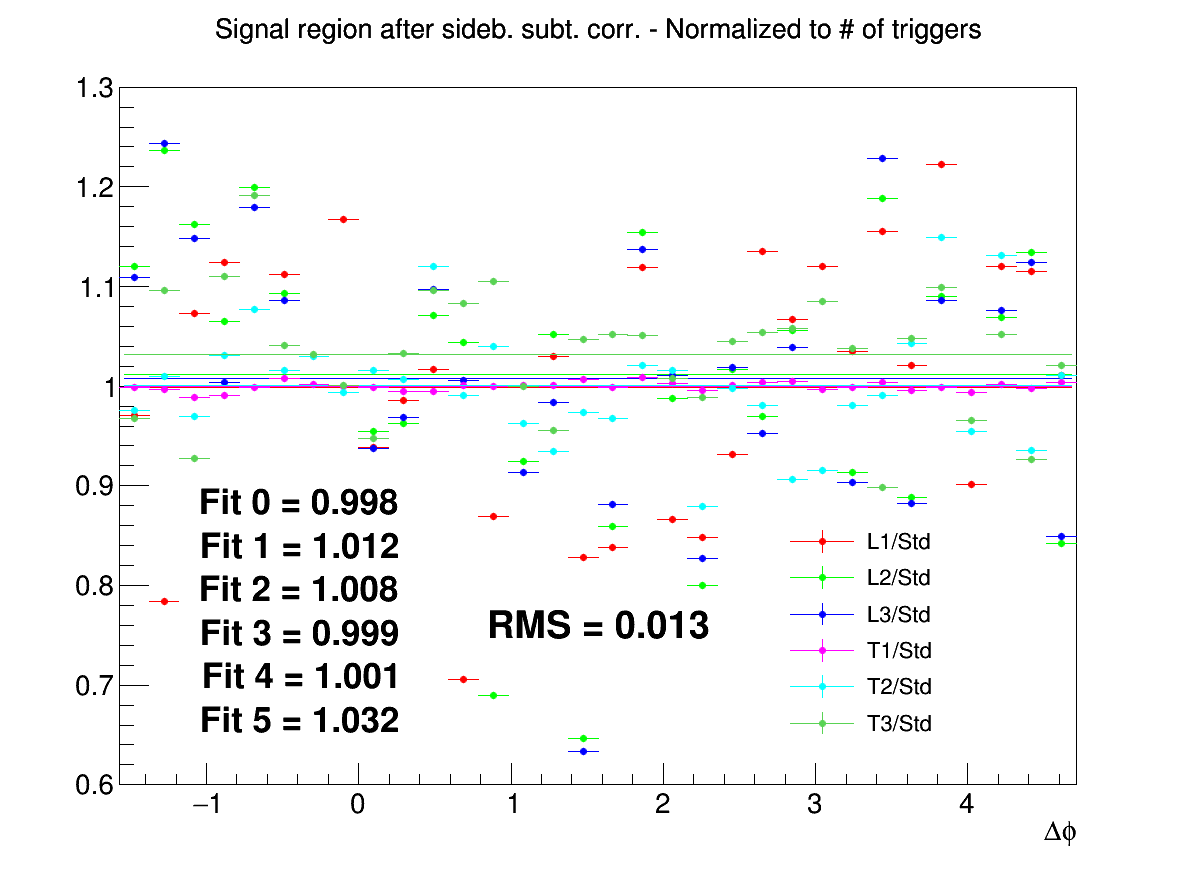 Signal region after sideb. subt. corr. - Normalized to # of triggers
1.3
1.2
1.1
1
0.9
0.8
0.7
0.6
Fit 0 = 0.998
Fit 1 = 1.012
Fit 2 = 1.008
Fit 3 = 0.999
Fit 4 = 1.001
Fit 5 = 1.032
RMS = 0.013
L1/Std
L2/Std
L3/Std
T1/Std
T2/Std
T3/Std
−1 0 1 2 3 4
Δϕ